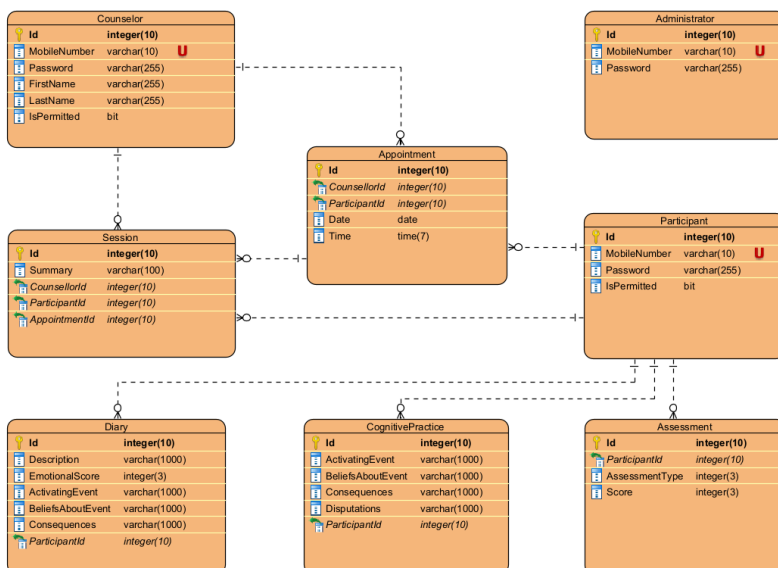 Counselor
Id integer(10)
MobileNumber varchar(10) U
Password varchar(255)
FirstName varchar(255)
LastName varchar(255)
IsPermitted bit
Administrator
Id integer(10)
MobileNumber varchar(10) U
Password varchar(255)
Appointment
Id integer(10)
CounsellorId integer(10)
ParticipantId integer(10)
Date date
Time time(7)
Participant
Id integer(10)
MobileNumber varchar(10) U
Password varchar(255)
IsPermitted bit
Session
Id integer(10)
Summary varchar(100)
CounsellorId integer(10)
ParticipantId integer(10)
AppointmentId integer(10)
Diary
Id integer(10)
Description varchar(1000)
EmotionalScore integer(3)
ActivatingEvent varchar(1000)
BeliefsAboutEvent varchar(1000)
Consequences varchar(1000)
ParticipantId integer(10)
CognitivePractice
Id integer(10)
ActivatingEvent varchar(1000)
BeliefsAboutEvent varchar(1000)
Consequences varchar(1000)
Disputations varchar(1000)
ParticipantId integer(10)
Assessment
Id integer(10)
ParticipantId integer(10)
AssessmentType integer(3)
Score integer(3)